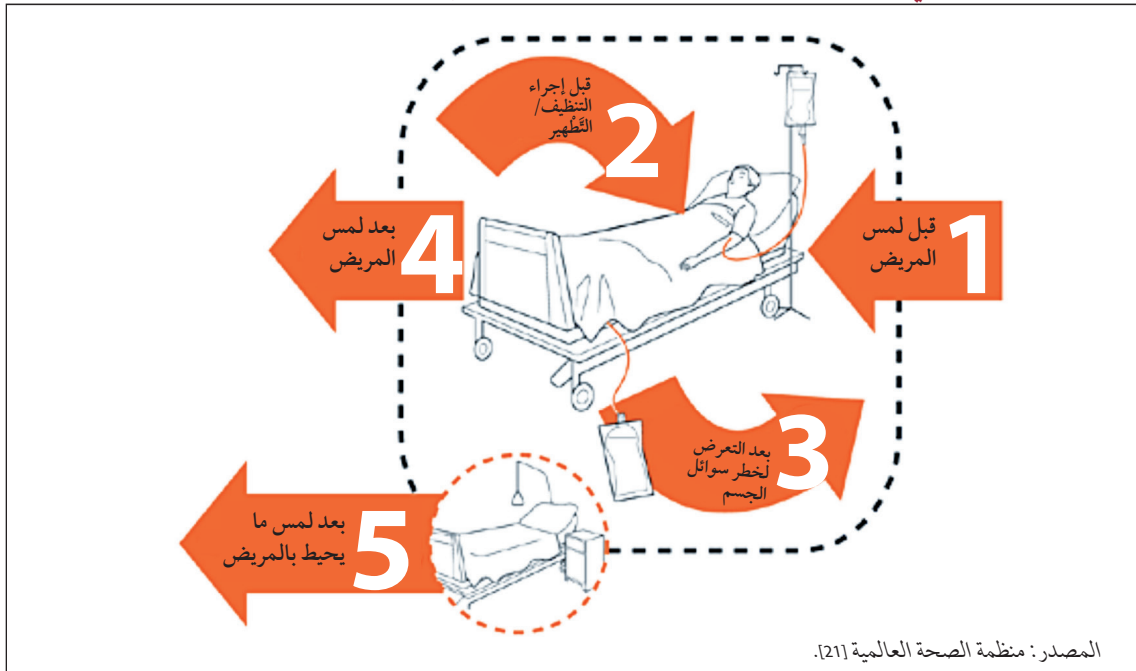 1
قبل لمس
المريض
2
قبل إجراء
التنظيف/
التَّطْهير
3
بعد التعرض
لخطر سوائل
الجسم
4
بعد لمس
المريض
5
بعد لمس ما
يحيط بالمريض
المصدر: منظمة الصحة العالمية [21].